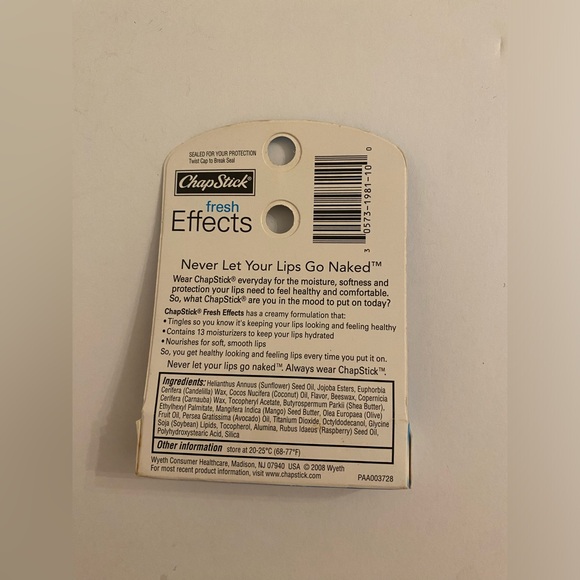 SEALED FOR YOUR PROTECTION
Twist Cap to Break Seal
ChapStick®
fresh
Effects
3 0573-1981-10 0
Never Let Your Lips Go Naked™
Wear ChapStick® everyday for the moisture, softness and
protection your lips need to feel healthy and comfortable.
So, what ChapStick® are you in the mood to put on today?
ChapStick® Fresh Effects has a creamy formulation that:
• Tingles so you know it's keeping your lips looking and feeling healthy
• Contains 13 moisturizers to keep your lips hydrated
• Nourishes for soft, smooth lips
So, you get healthy looking and feeling lips every time you put it on.
Never let your lips go naked™. Always wear ChapStick™.
Ingredients: Helianthus Annuus (Sunflower) Seed Oil, Jojoba Esters, Euphorbia
Cerifera (Candelilla) Wax, Cocos Nucifera (Coconut) Oil, Flavor, Beeswax, Copernicia
Cerifera (Carnauba) Wax, Tocopheryl Acetate, Butyrospermum Parkii (Shea Butter),
Ethylhexyl Palmitate, Mangifera Indica (Mango) Seed Butter, Olea Europaea (Olive)
Fruit Oil, Persea Gratissima (Avocado) Oil, Titanium Dioxide, Octyldodecanol, Glycine
Soja (Soybean) Lipids, Tocopherol, Alumina, Rubus Idaeus (Raspberry) Seed Oil,
Polyhydroxystearic Acid, Silica
Other information store at 20-25°C (68-77°F)
Wyeth Consumer Healthcare, Madison, NJ 07940 USA © 2008 Wyeth
For most recent product information, visit www.chapstick.com
PAA003728